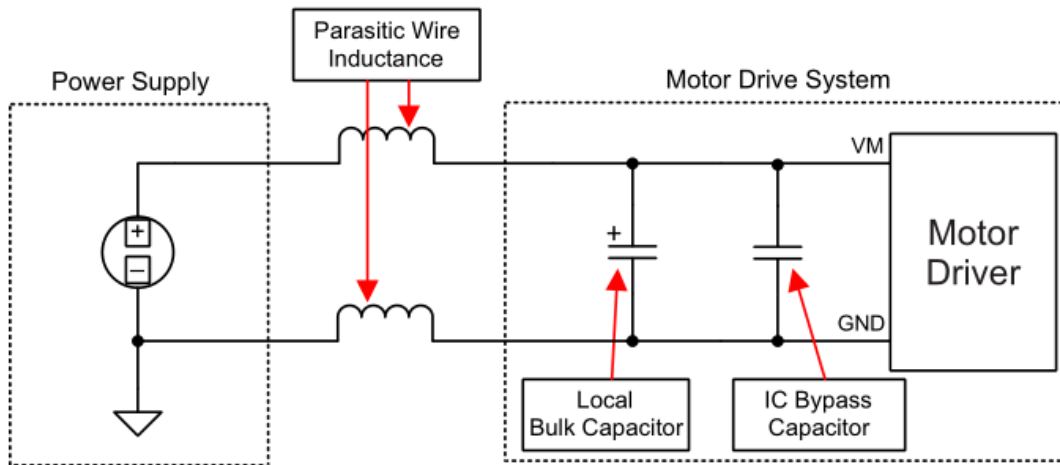 Parasitic Wire
Inductance
Power Supply
Motor Drive System
VM
+
+
–
Motor
Driver
GND
Local
Bulk Capacitor
IC Bypass
Capacitor